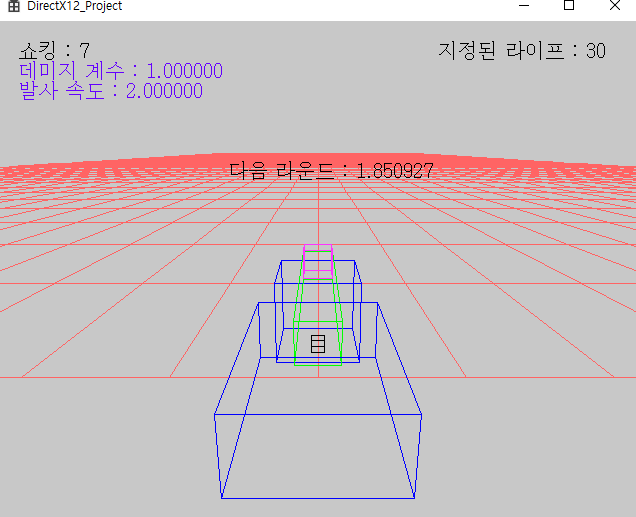 DirectX12_Project
쇼킹 : 7
지정된 라이프 : 30
데미지 계수 : 1.000000
발사 속도 : 2.000000
다음 라운드 : 1.850927